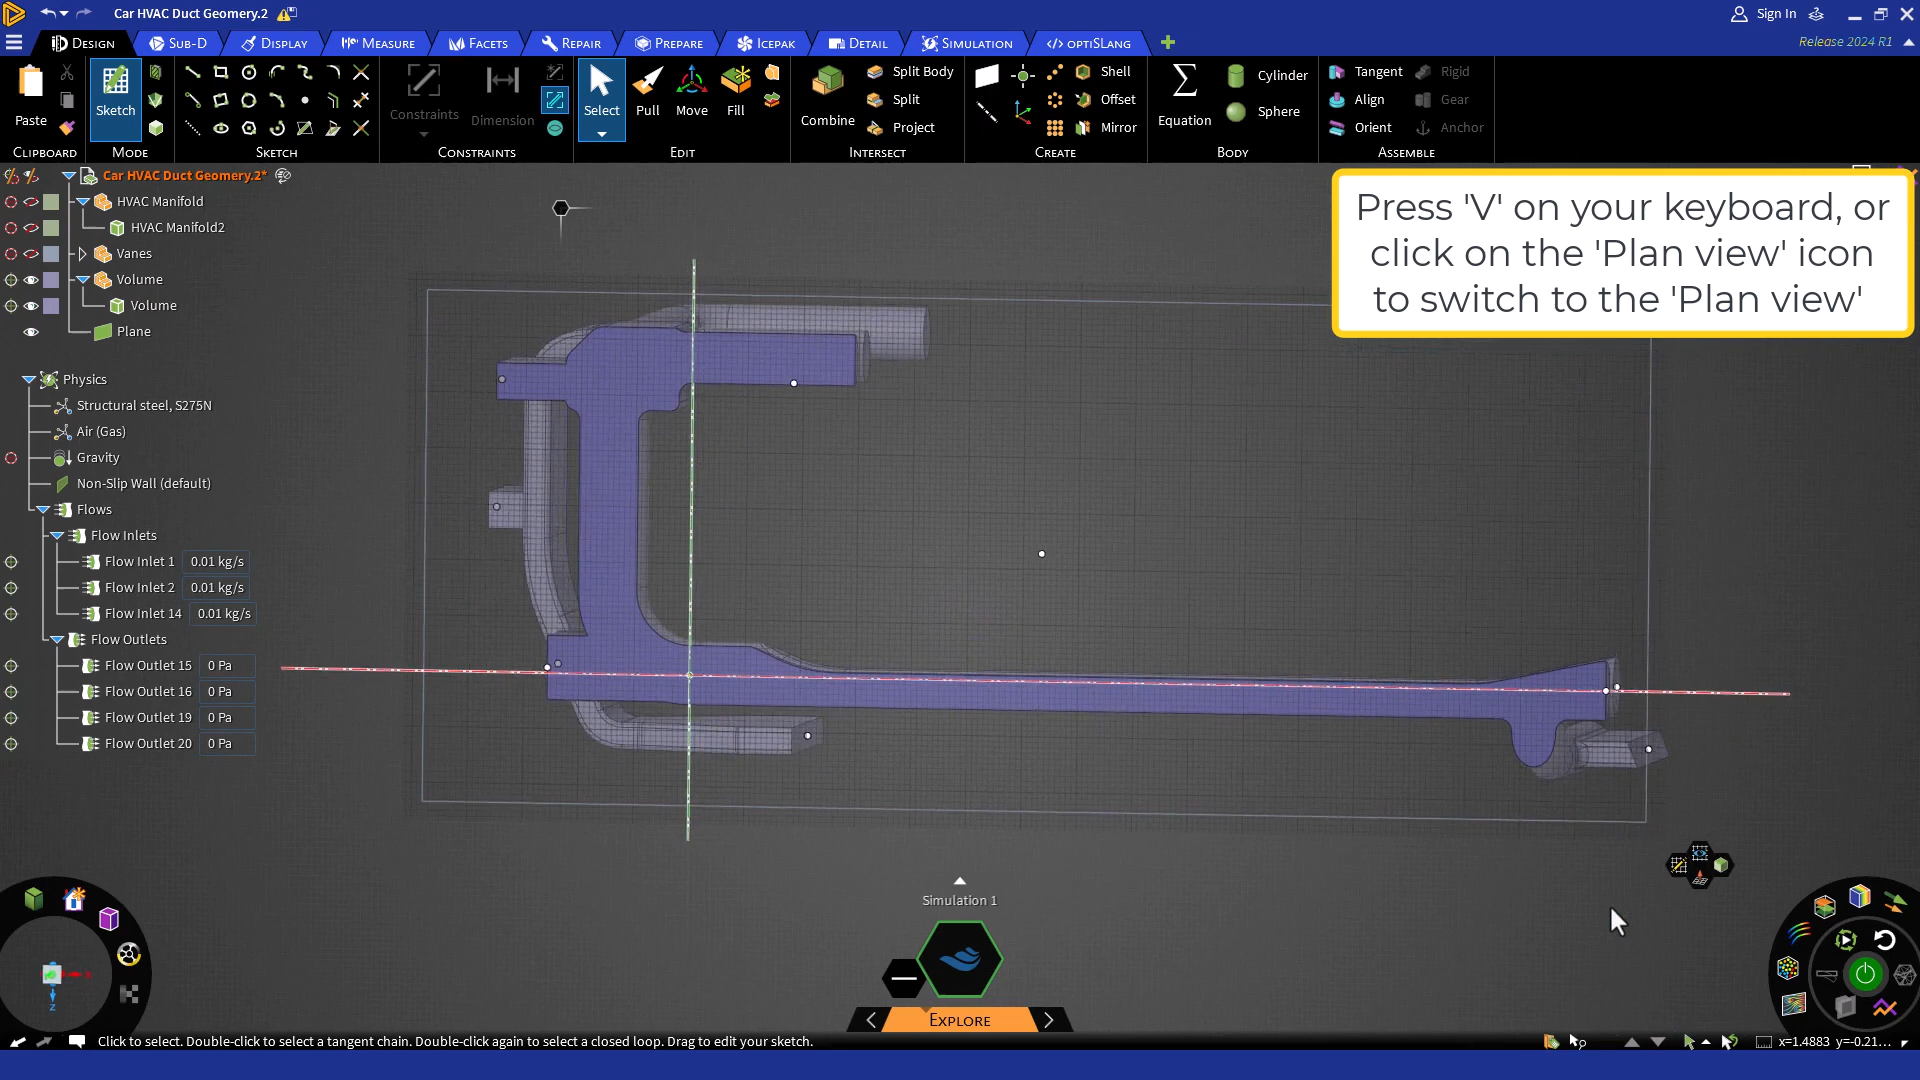 Car HVAC Duct Geometry.2
Sign In
Design
Sub-D
Display
Measure
Facets
Repair
Prepare
Icepak
Detail
Simulation
optiSLang
Release 2024 R1
Paste
Sketch
Constraints
Dimension
Select
Pull
Move
Fill
Combine
Split Body
Split
Project
Shell
Offset
Mirror
Equation
Cylinder
Sphere
Tangent
Align
Orient
Rigid
Gear
Anchor
Clipboard
Mode
Sketch
Constraints
Edit
Intersect
Create
Body
Assemble
Car HVAC Duct Geometry.2*
HVAC Manifold
HVAC Manifold2
Vanes
Volume
Volume
Plane
Press 'V' on your keyboard, or
click on the 'Plan view' icon
to switch to the 'Plan view'
Physics
Structural steel, S275N
Air (Gas)
Gravity
Non-Slip Wall (default)
Flows
Flow Inlets
Flow Inlet 1 0.01 kg/s
Flow Inlet 2 0.01 kg/s
Flow Inlet 14 0.01 kg/s
Flow Outlets
Flow Outlet 15 0 Pa
Flow Outlet 16 0 Pa
Flow Outlet 19 0 Pa
Flow Outlet 20 0 Pa
Simulation 1
Explore
Z
Click to select. Double-click to select a tangent chain. Double-click again to select a closed loop. Drag to edit your sketch.
x=1.4883 y=-0.21...